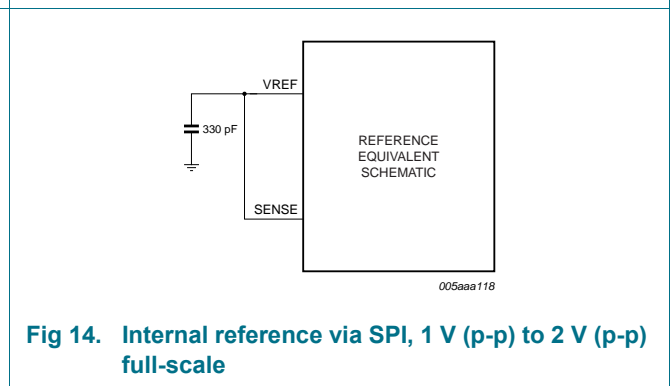 VREF
330 pF
REFERENCE
EQUIVALENT
SCHEMATIC
SENSE
005aaa118
Fig 14. Internal reference via SPI, 1 V (p-p) to 2 V (p-p)
full-scale